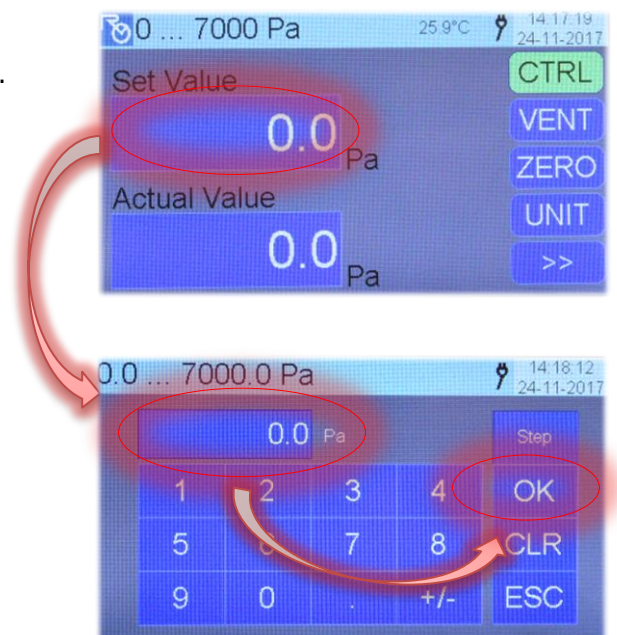 .
0 ... 7000 Pa 25.9°C 14:17:19
24-11-2017
Set Value CTRL
0.0 Pa VENT
ZERO
Actual Value UNIT
0.0 Pa >>
0.0 ... 7000.0 Pa 14:18:12
24-11-2017
0.0 Pa Step
1 2 3 4 OK
5 6 7 8 CLR
9 0 . +/- ESC